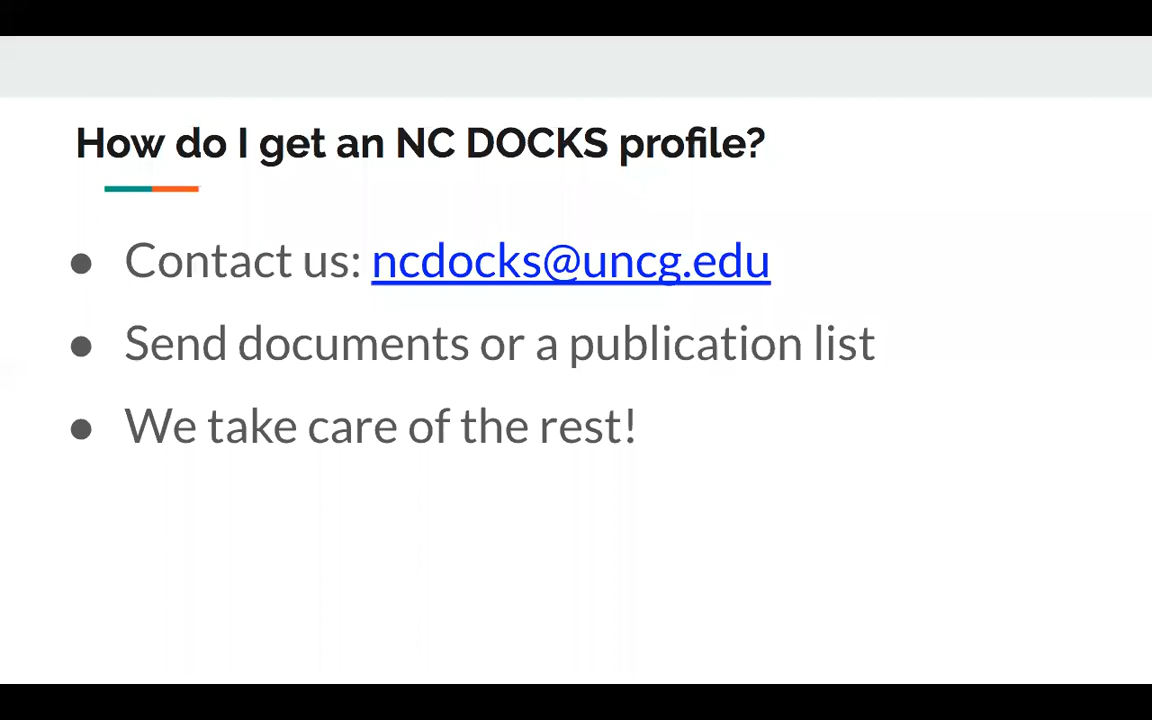 How do I get an NC DOCKS profile?
● Contact us: ncdocks@uncg.edu
● Send documents or a publication list
● We take care of the rest!